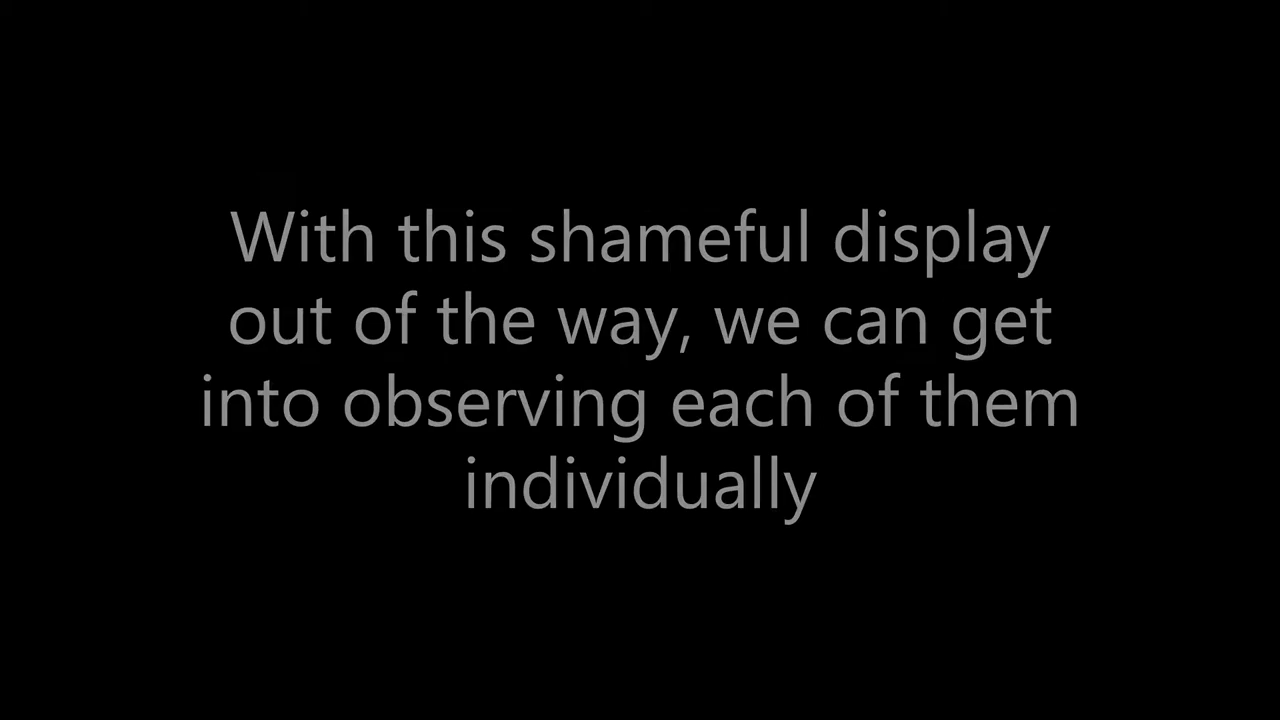 With this shameful display
out of the way, we can get
into observing each of them
individually